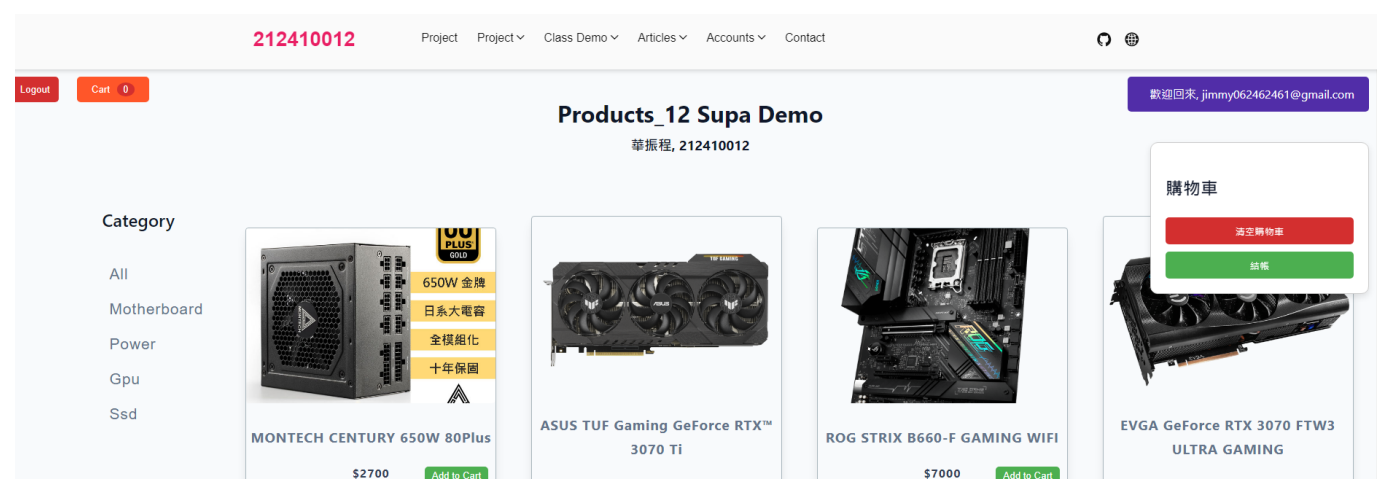 212410012 Project Project Class Demo Articles Accounts Contact
Logout Cart 0 歡迎回來, jimmy062462461@gmail.com
Products_12 Supa Demo
華振程, 212410012
購物車
清空購物車
結帳
Category
All
Motherboard
Power
Gpu
Ssd
PLUS
GOLD
650W 金牌
日系大電容
全模組化
十年保固
MONTECH CENTURY 650W 80Plus
$2700 Add to Cart
TUF GAMING
ASUS TUF Gaming GeForce RTX™
3070 Ti
ROG STRIX B660-F GAMING WIFI
$7000 Add to Cart
EVGA GeForce RTX 3070 FTW3
ULTRA GAMING